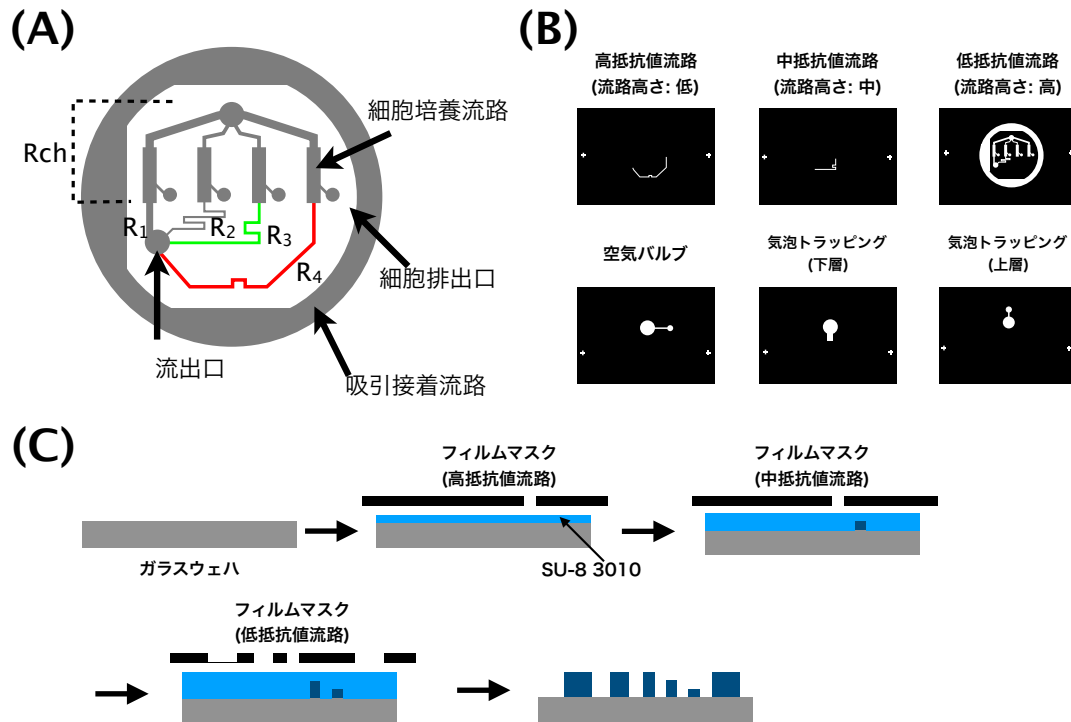 (A)
Rch
R1
R2
R3
R4
細胞培養流路
細胞排出口
流出口
吸引接着流路
(B)
高抵抗値流路
(流路高さ: 低)
中抵抗値流路
(流路高さ: 中)
低抵抗値流路
(流路高さ: 高)
空気バルブ
気泡トラッピング
(下層)
気泡トラッピング
(上層)
(C)
ガラスウェハ
フィルムマスク
(高抵抗値流路)
SU-8 3010
フィルムマスク
(中抵抗値流路)
フィルムマスク
(低抵抗値流路)